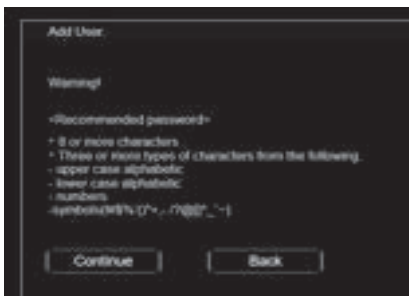 Add User
Warning!
<Recommended password>
* 8 or more characters
* Three or more types of characters from the following.
- upper case alphabetic
- lower case alphabetic
- numbers
Continue
Back